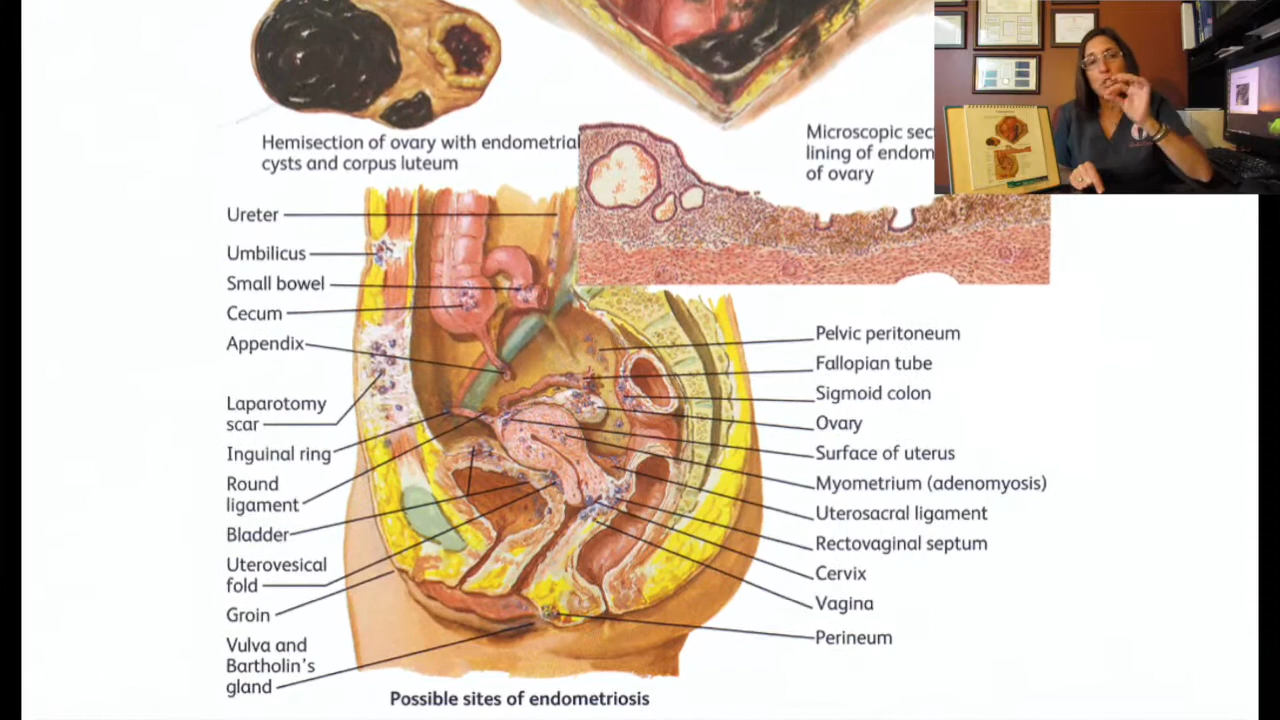 Hemisection of ovary with endometrial
cysts and corpus luteum
Microscopic sec
lining of endom
of ovary
Ureter
Umbilicus
Small bowel
Cecum
Appendix
Laparotomy
scar
Inguinal ring
Round
ligament
Bladder
Uterovesical
fold
Groin
Vulva and
Bartholin's
gland
Pelvic peritoneum
Fallopian tube
Sigmoid colon
Ovary
Surface of uterus
Myometrium (adenomyosis)
Uterosacral ligament
Rectovaginal septum
Cervix
Vagina
Perineum
Possible sites of endometriosis